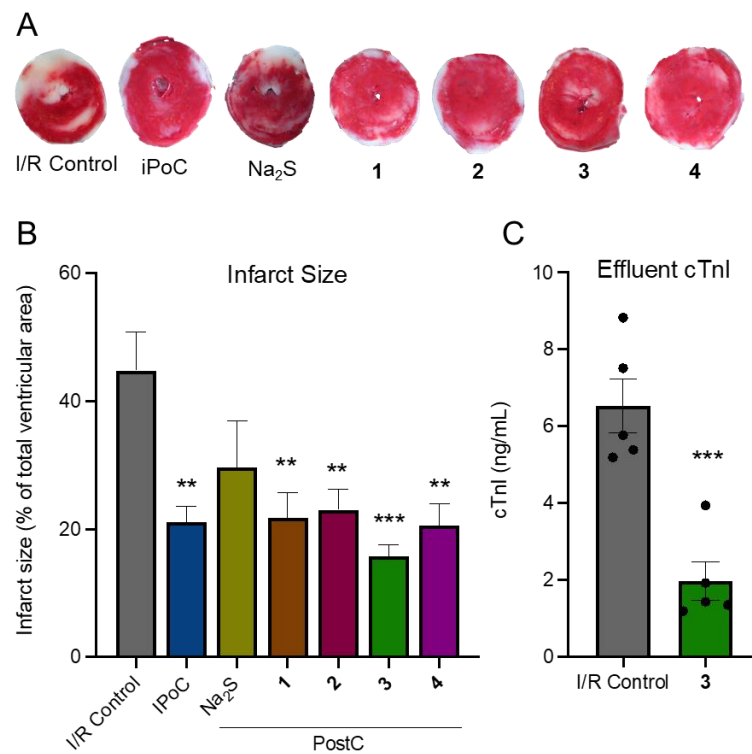 A
I/R Control
iPoC
Na₂S
1
2
3
4
B
Infarct Size
Infarct size (% of total ventricular area)
60
40
20
0
**
**
**
***
**
I/R Control
IPoC
Na₂S
1
2
3
4
PostC
C
Effluent cTnI
cTnI (ng/mL)
10
8
6
4
2
0
***
I/R Control
3